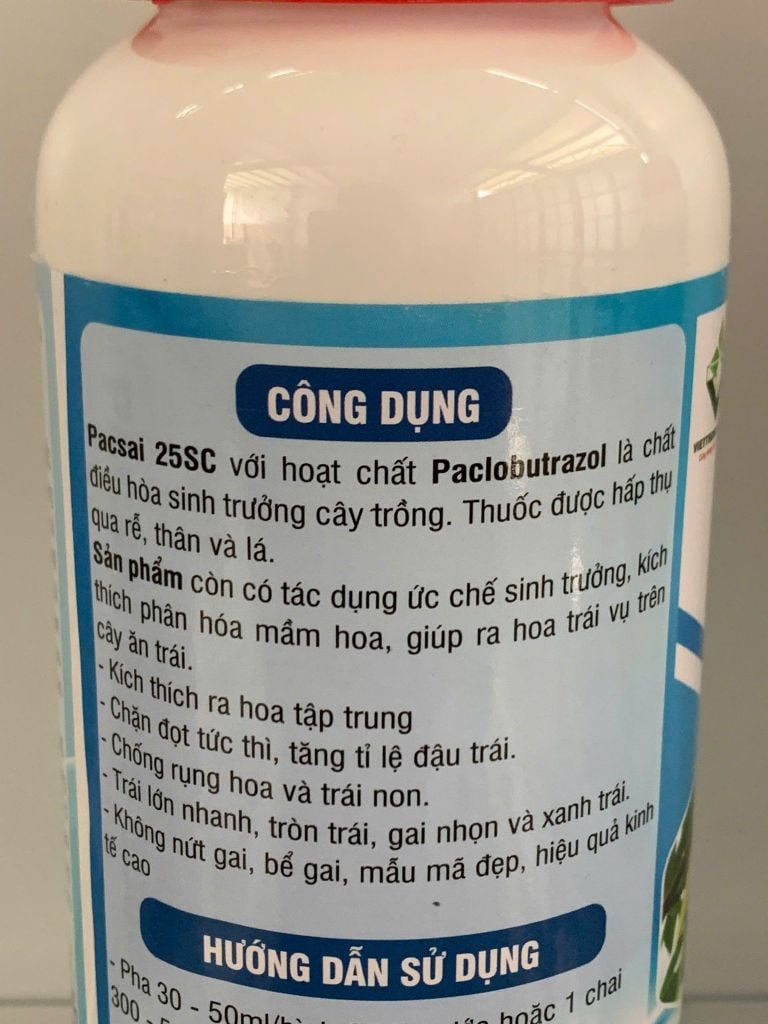 CÔNG DỤNG
Pacsai 25SC với hoạt chất Paclobutrazol là chất
điều hòa sinh trưởng cây trồng. Thuốc được hấp thụ
qua rễ, thân và lá.
Sản phẩm còn có tác dụng ức chế sinh trưởng, kích
thích phân hóa mầm hoa, giúp ra hoa trái vụ trên
cây ăn trái.
- Kích thích ra hoa tập trung
- Chặn đọt tức thì, tăng tỉ lệ đậu trái.
- Chống rụng hoa và trái non.
- Trái lớn nhanh, tròn trái, gai nhọn và xanh trái.
- Không nứt gai, bể gai, mẫu mã đẹp, hiệu quả kinh
tế cao
HƯỚNG DẪN SỬ DỤNG
- Pha 30 - 50ml/ hoặc 1 chai
300 -